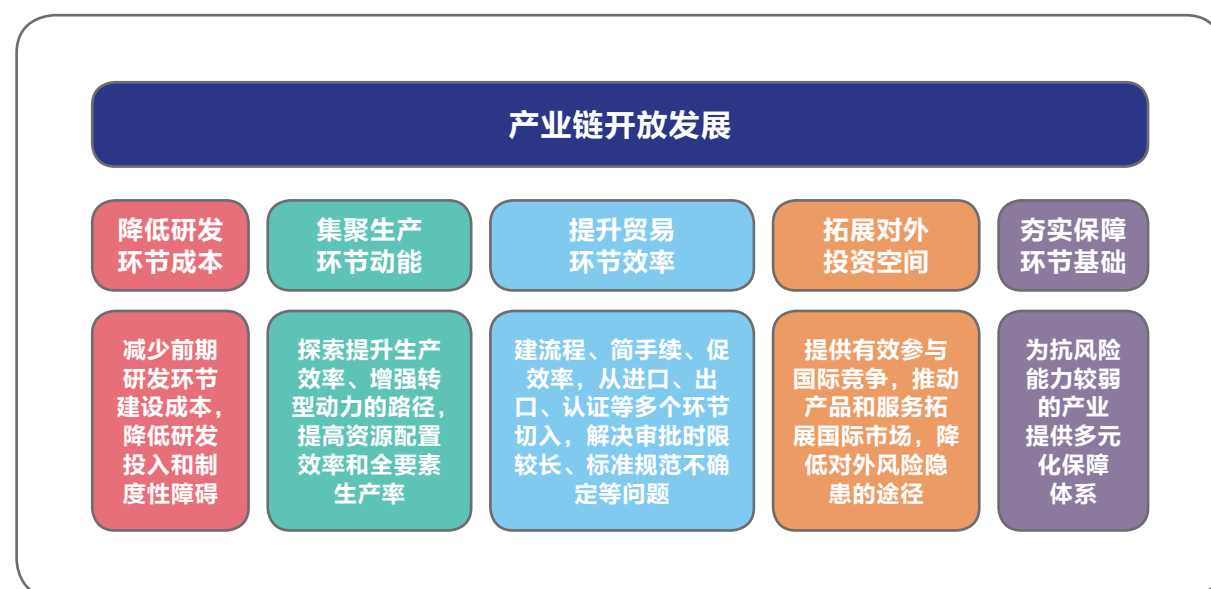 产业链开放发展
降低研发
环节成本
集聚生产
环节动能
提升贸易
环节效率
拓展对外
投资空间
夯实保障
环节基础
减少前期
研发环节
建设成本,
降低研发
投入和制
度性障碍
探索提升生产
效率、增强转
型动力的路径,
提高资源配置
效率和全要素
生产率
建流程、简手续、促
效率,从进口、出
口、认证等多个环节
切入,解决审批时限
较长、标准规范不确
定等问题
提供有效参与
国际竞争,推动
产品和服务拓
展国际市场,降
低对外风险隐
患的途径
为抗风险
能力较弱
的产业
提供多元
化保障
体系